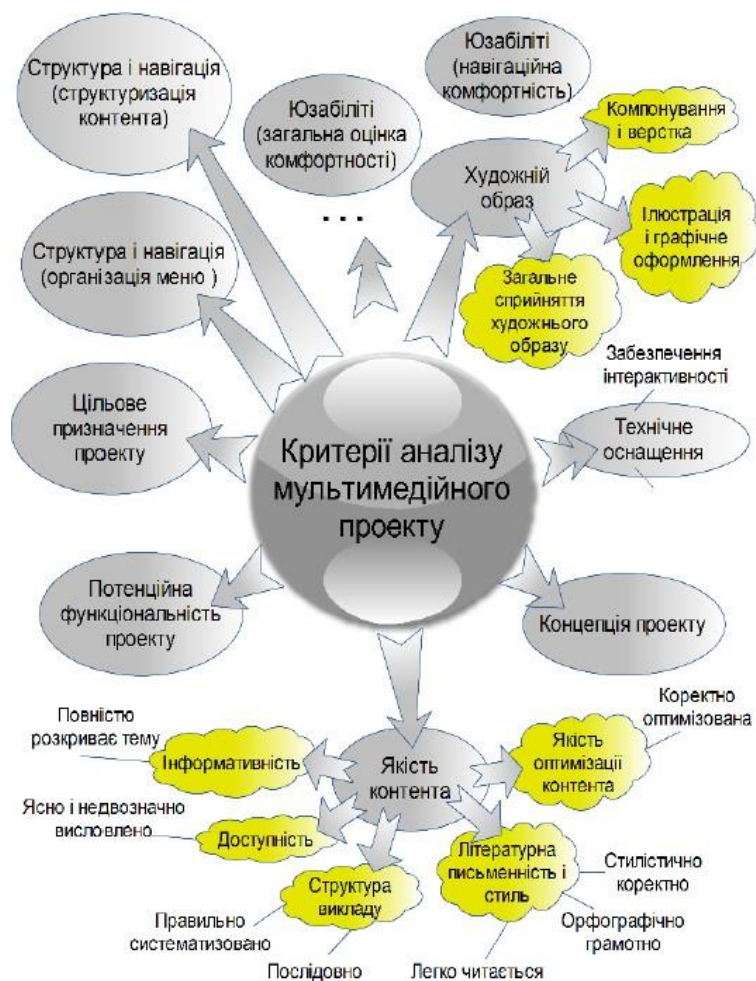 Структура і навігація
(структуризація
контента)
Юзабіліті
(загальна оцінка
комфортності)
. . .
Юзабіліті
(навігаційна
комфортність)
Компонування
і верстка
Художній
образ
Ілюстрація
і графічне
оформлення
Загальне
сприйняття
художнього
образу
Структура і навігація
(організація меню )
Цільове
призначення
проекту
Забезпечення
інтерактивності
Технічне
оснащення
Критерії аналізу
мультимедійного
проекту
Потенційна
функціональність
проекту
Концепція проекту
Повністю
розкриває тему
Інформативність
Якість
контента
Якість
оптимізації
контента
Коректно
оптимізована
Ясно і недвозначно
висловлено
Доступність
Структура
викладу
Літературна
письменність і
стиль
Стилістично
коректно
Правильно
систематизовано
Орфографічно
грамотно
Послідовно
Легко читається